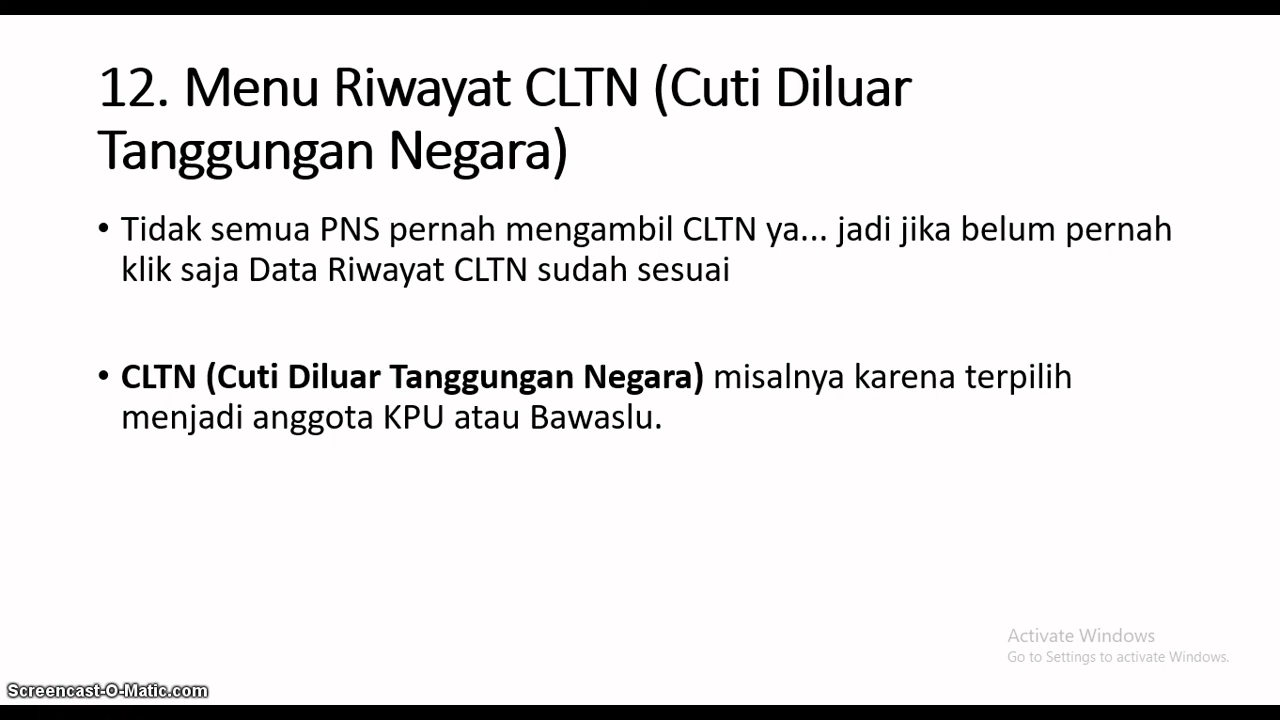 12. Menu Riwayat CLTN (Cuti Diluar
Tanggungan Negara)
• Tidak semua PNS pernah mengambil CLTN ya... jadi jika belum pernah
klik saja Data Riwayat CLTN sudah sesuai
• CLTN (Cuti Diluar Tanggungan Negara) misalnya karena terpilih
menjadi anggota KPU atau Bawaslu.
Activate Windows
Go to Settings to activate Windows.
Screencast-O-Matic.com